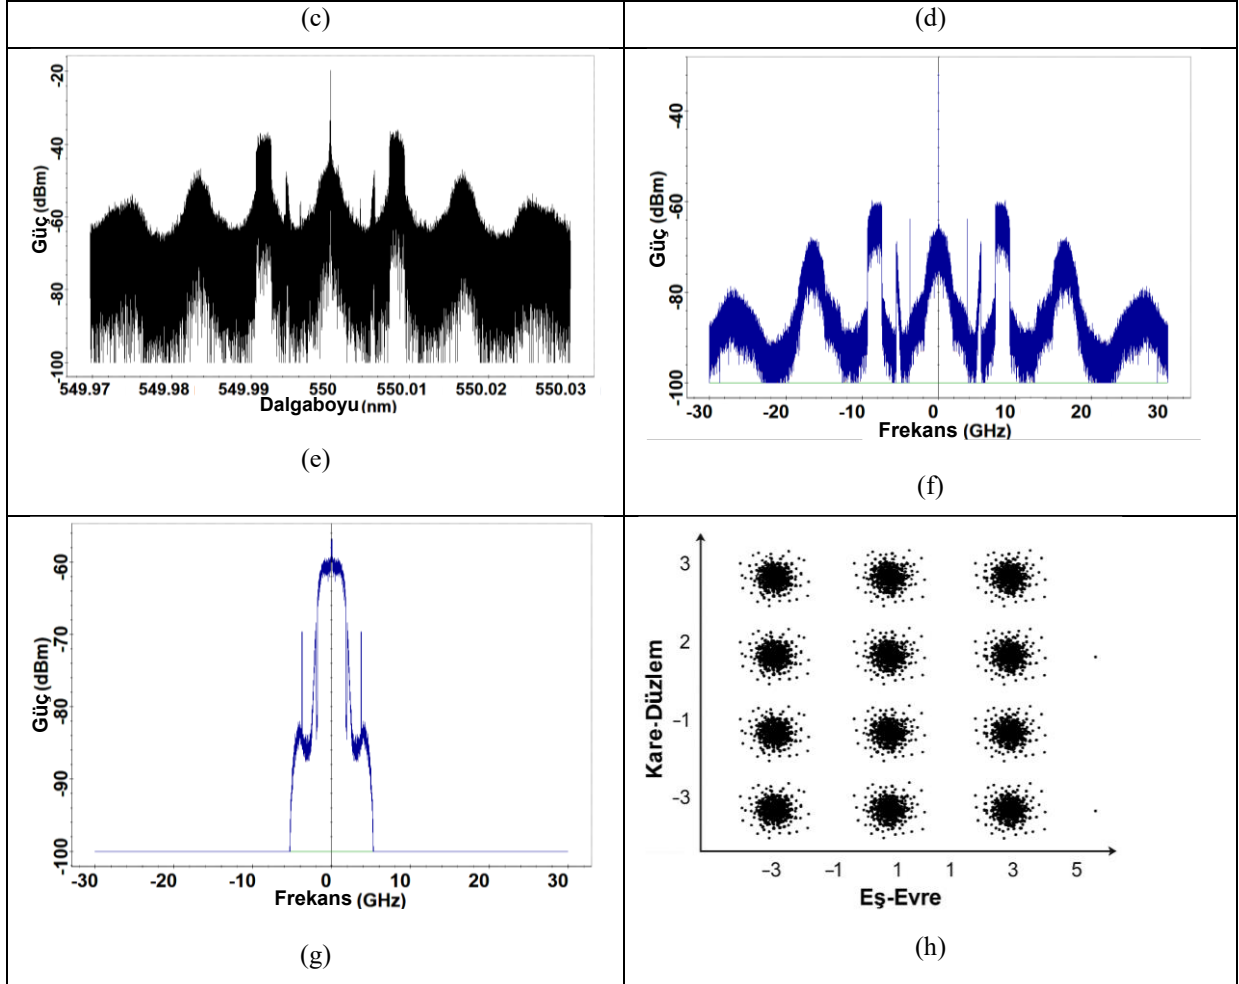 (c)
(d)
Güç (dBm)
-20
-40
-60
-80
-100
549.97 549.98 549.99 550 550.01 550.02 550.03
Dalgaboyu (nm)
(e)
Güç (dBm)
-40
-60
-80
-100
-30 -20 -10 0 10 20 30
Frekans (GHz)
(f)
Güç (dBm)
-60
-70
-80
-90
-100
-30 -20 -10 0 10 20 30
Frekans (GHz)
(g)
Kare-Düzlem
3
2
−1
−3
−3 −1 1 1 3 5
Eş-Evre
(h)